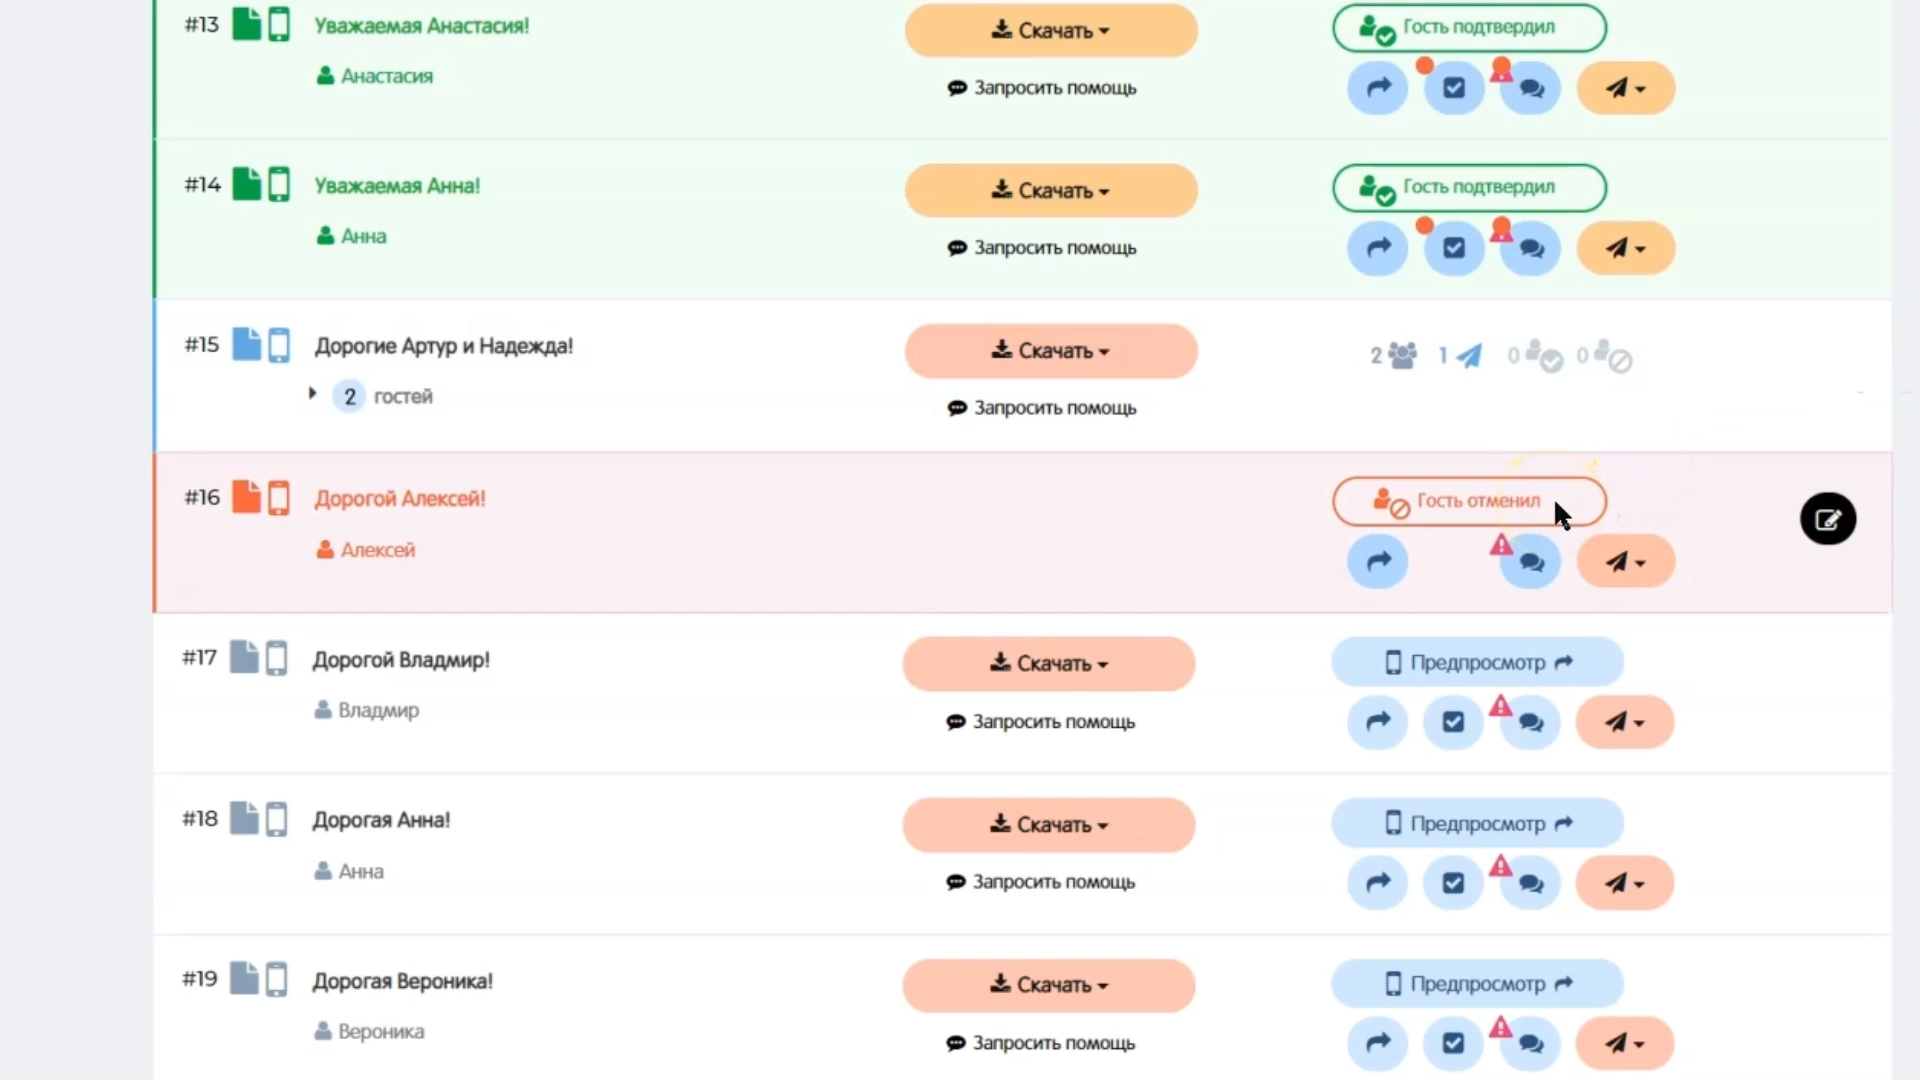 #13 Уважаемая Анастасия! Скачать Гость подтвердил
Анастасия Запросить помощь
#14 Уважаемая Анна! Скачать Гость подтвердил
Анна Запросить помощь
#15 Дорогие Артур и Надежда! Скачать 2 1 0 0
2 гостей Запросить помощь
#16 Дорогой Алексей! Гость отменил
Алексей
#17 Дорогой Владмир! Скачать Предпросмотр
Владмир Запросить помощь
#18 Дорогая Анна! Скачать Предпросмотр
Анна Запросить помощь
#19 Дорогая Вероника! Скачать Предпросмотр
Вероника Запросить помощь